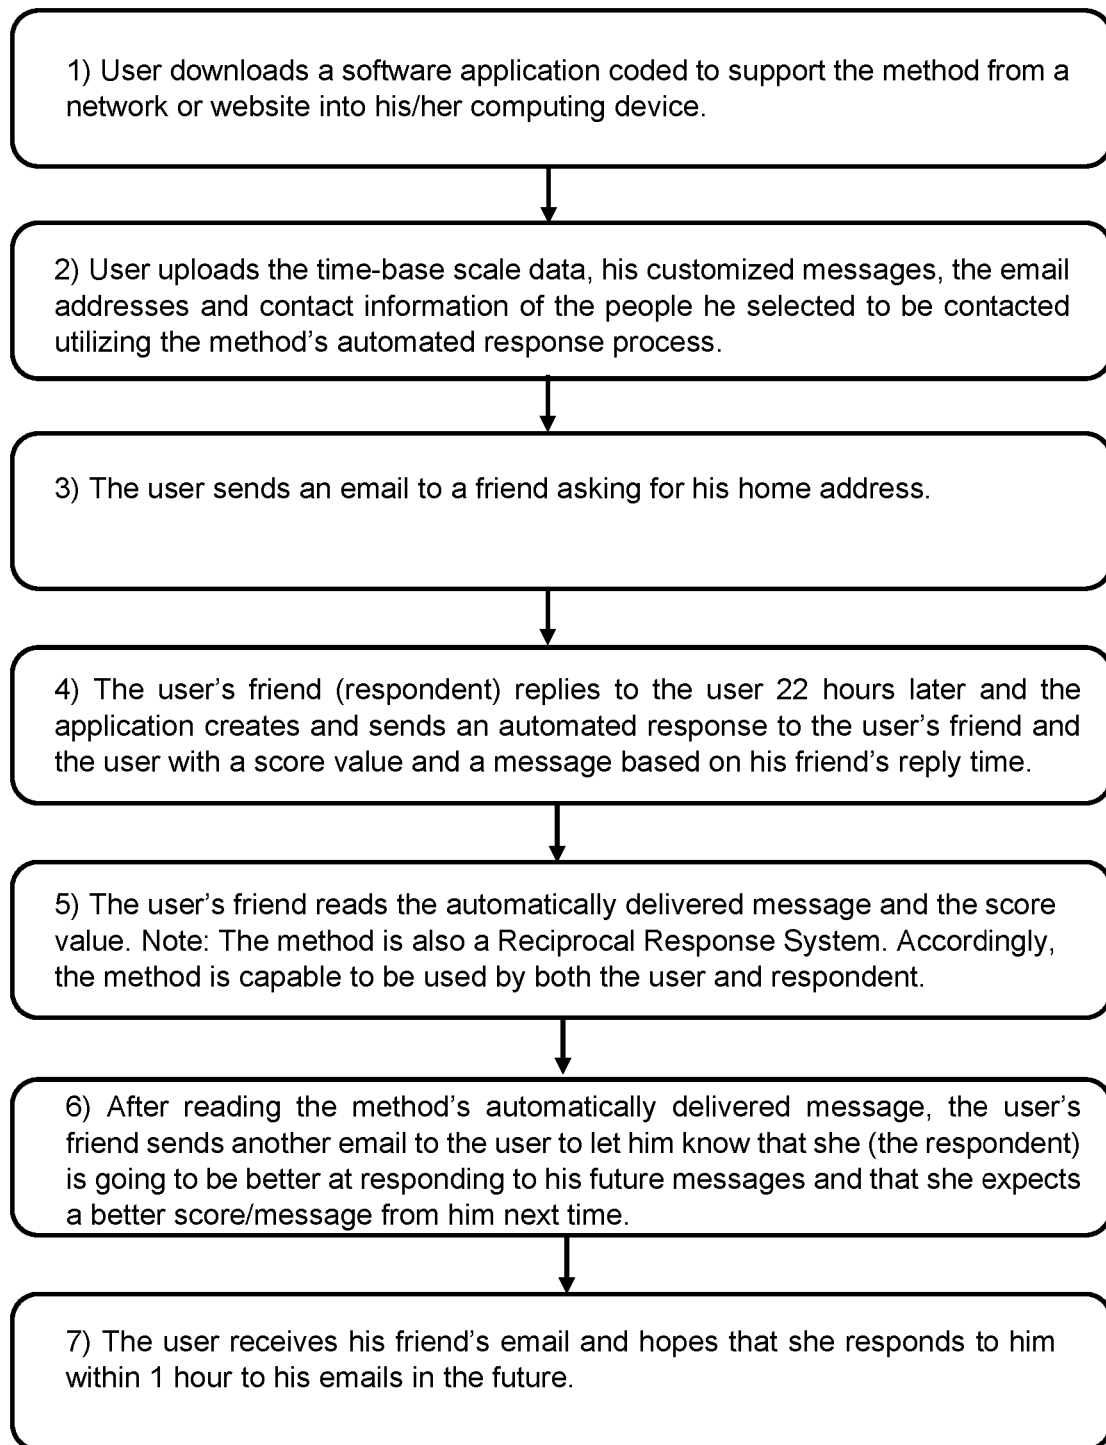 1) User downloads a software application coded to support the method from a
network or website into his/her computing device.
2) User uploads the time-base scale data, his customized messages, the email
addresses and contact information of the people he selected to be contacted
utilizing the method’s automated response process.
3) The user sends an email to a friend asking for his home address.
4) The user’s friend (respondent) replies to the user 22 hours later and the
application creates and sends an automated response to the user’s friend and
the user with a score value and a message based on his friend’s reply time.
5) The user’s friend reads the automatically delivered message and the score
value. Note: The method is also a Reciprocal Response System. Accordingly,
the method is capable to be used by both the user and respondent.
6) After reading the method’s automatically delivered message, the user’s
friend sends another email to the user to let him know that she (the respondent)
is going to be better at responding to his future messages and that she expects
a better score/message from him next time.
7) The user receives his friend’s email and hopes that she responds to him
within 1 hour to his emails in the future.